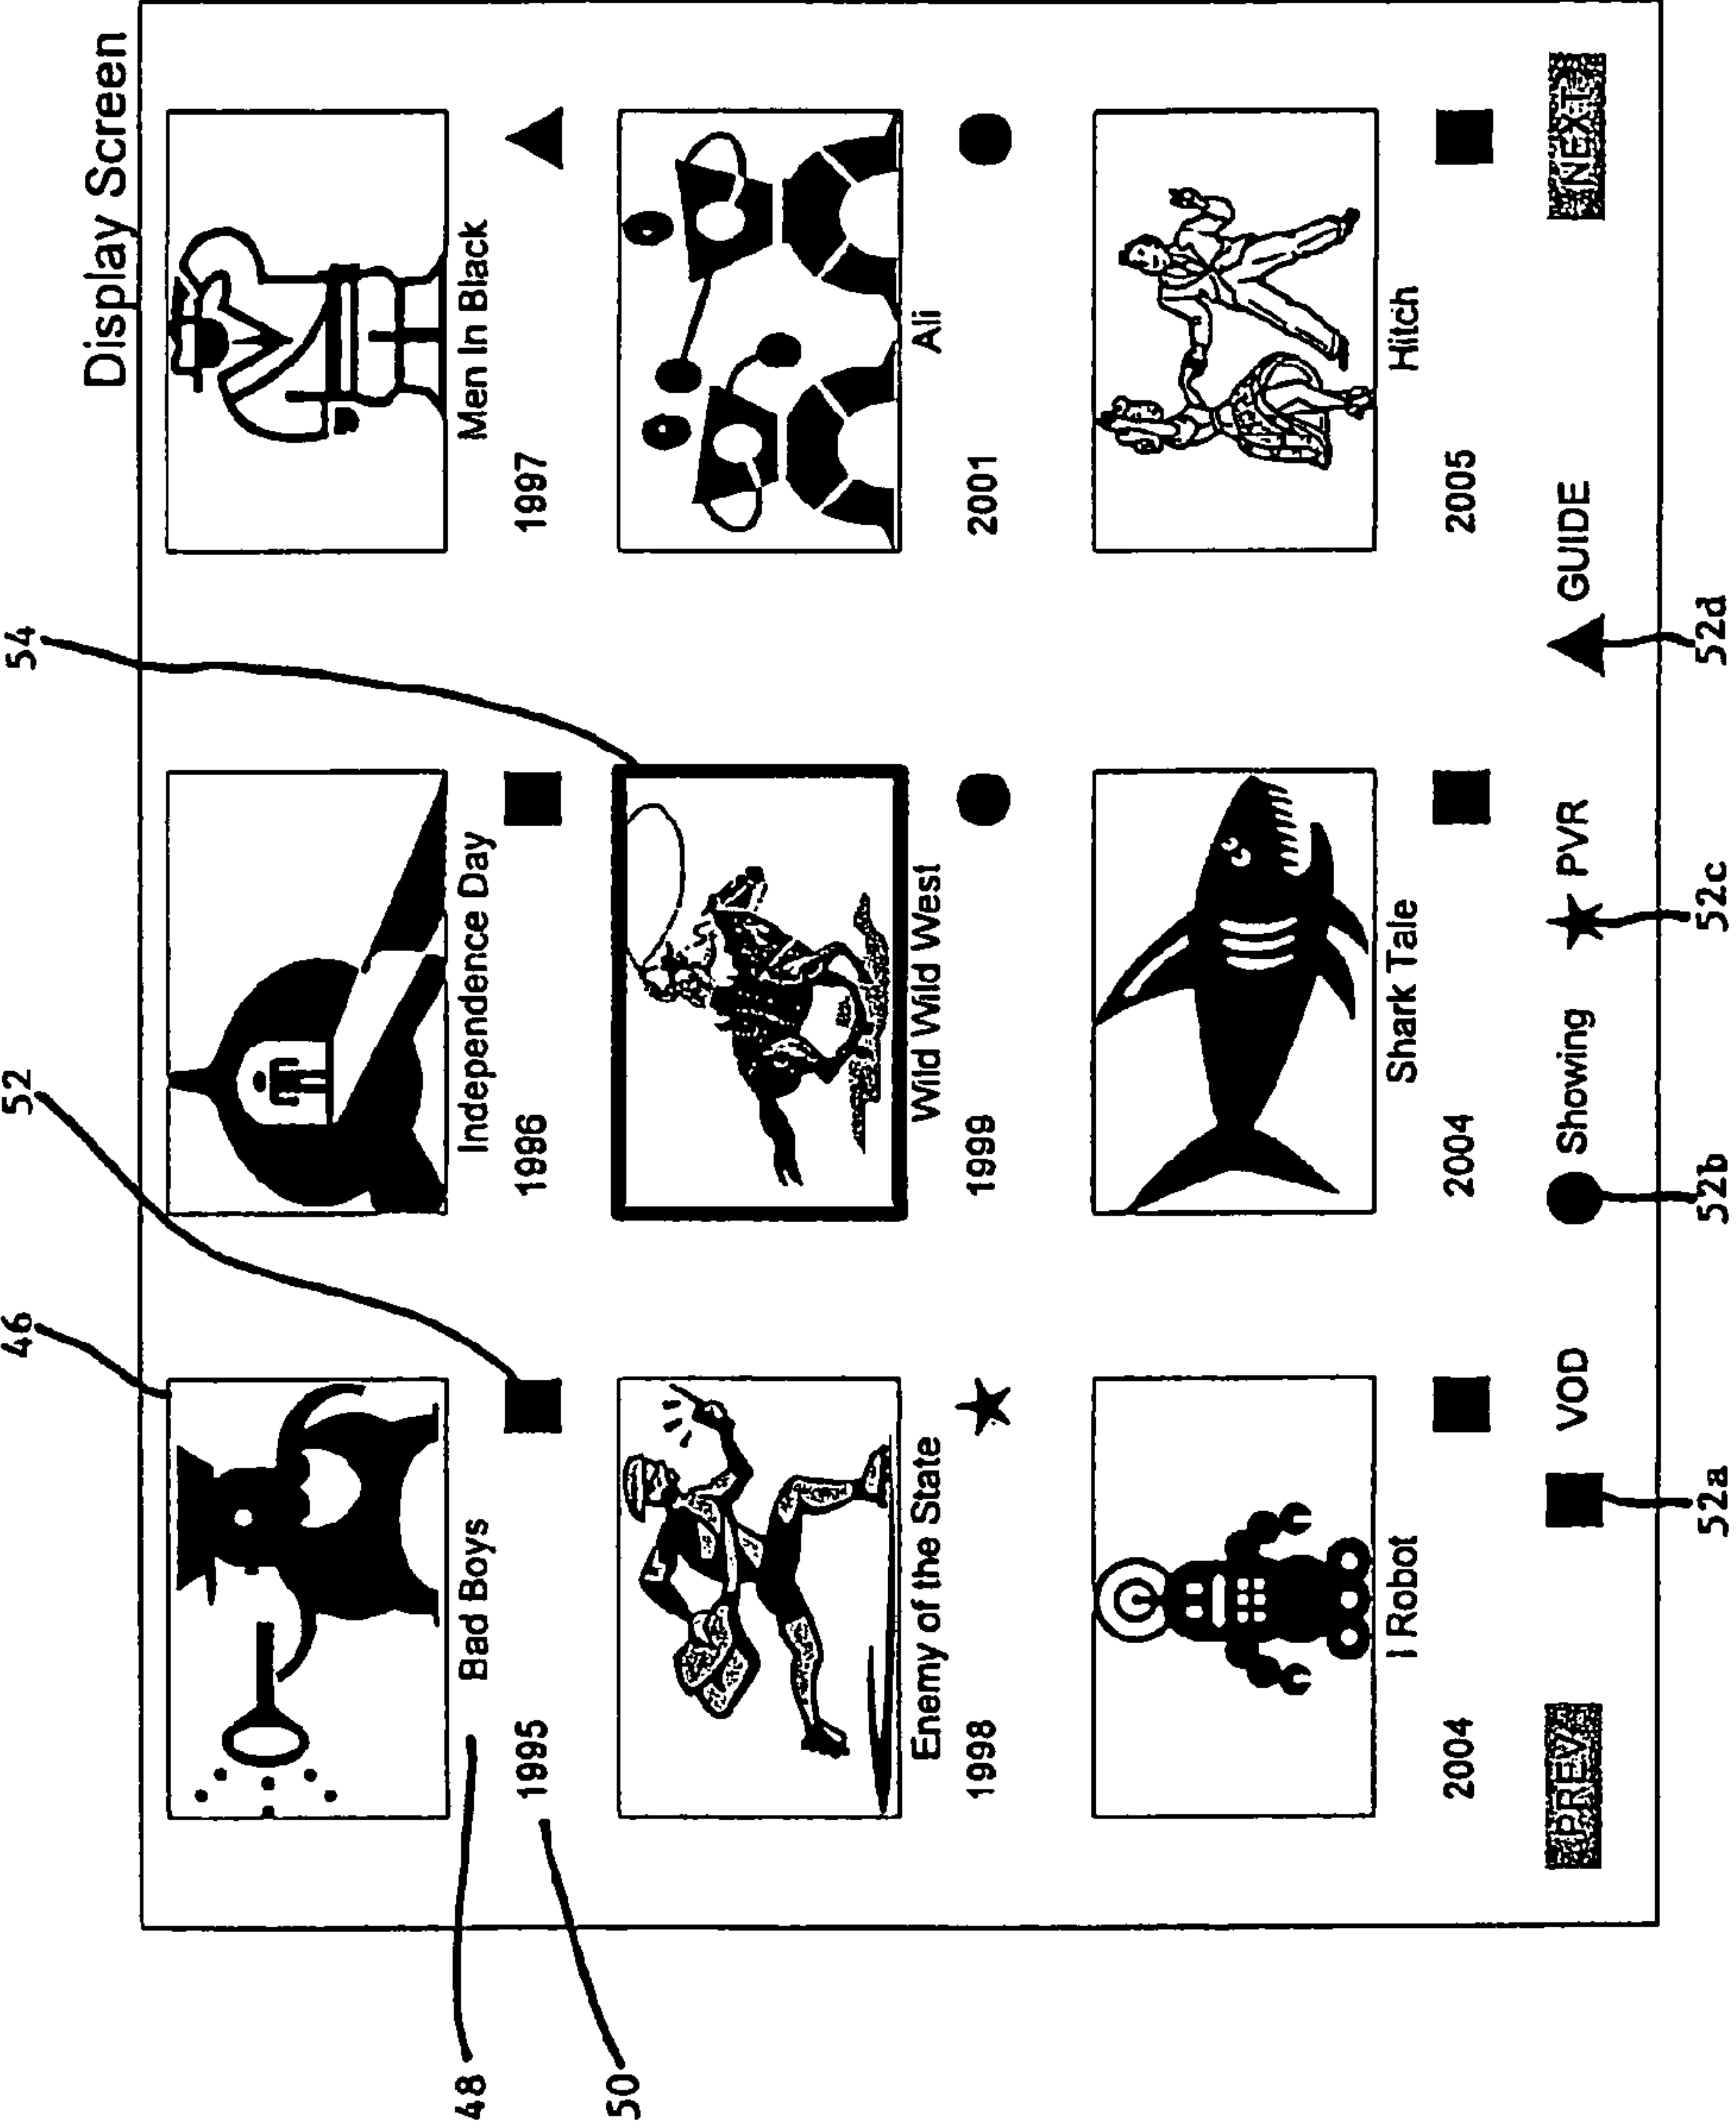 46 52 54
Display Screen
48 Bad Boys Independence Day Men In Black
1995 1996 1997
50
Enemy of the State Wild Wild West Ali
1998 1999 2001
I Robot Shark Tale Hitch
2004 2004 2005
PREV VOD Showing PVR GUIDE NEXT
52a 52b 52c 52d